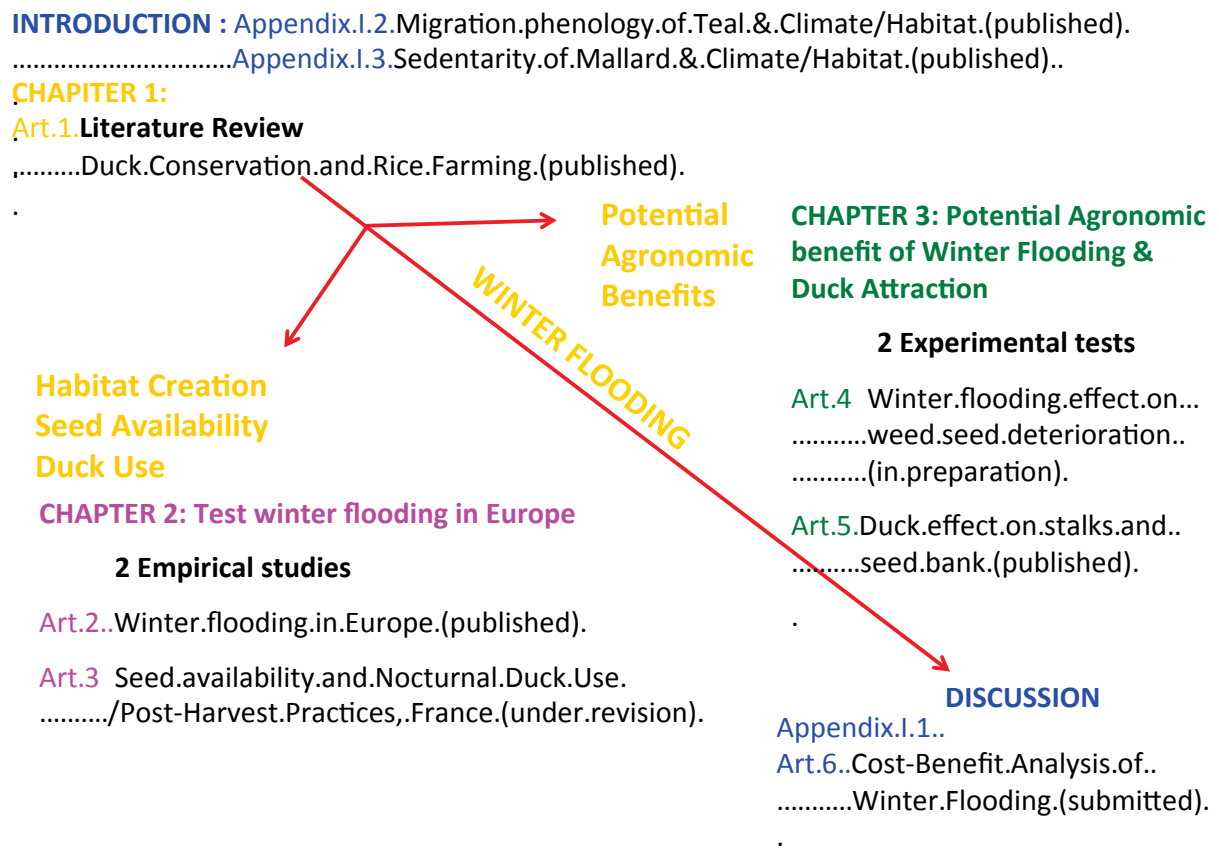 INTRODUCTION : Appendix.I.2.Migration.phenology.of.Teal.&.Climate/Habitat.(published).
................................Appendix.I.3.Sedentarity.of.Mallard.&.Climate/Habitat.(published)..
.
CHAPITER 1:
Art.1.Literature Review
.
..........Duck.Conservation.and.Rice.Farming.(published).
.
Potential
Agronomic
Benefits
WINTER FLOODING
Habitat Creation
Seed Availability
Duck Use
CHAPTER 2: Test winter flooding in Europe
2 Empirical studies
Art.2..Winter.flooding.in.Europe.(published).
Art.3 Seed.availability.and.Nocturnal.Duck.Use.
........../Post-Harvest.Practices,.France.(under.revision).
CHAPTER 3: Potential Agronomic
benefit of Winter Flooding &
Duck Attraction
2 Experimental tests
Art.4 Winter.flooding.effect.on...
...........weed.seed.deterioration..
...........(in.preparation).
Art.5.Duck.effect.on.stalks.and..
..........seed.bank.(published).
.
DISCUSSION
Appendix.I.1..
Art.6..Cost-Benefit.Analysis.of..
...........Winter.Flooding.(submitted).
.